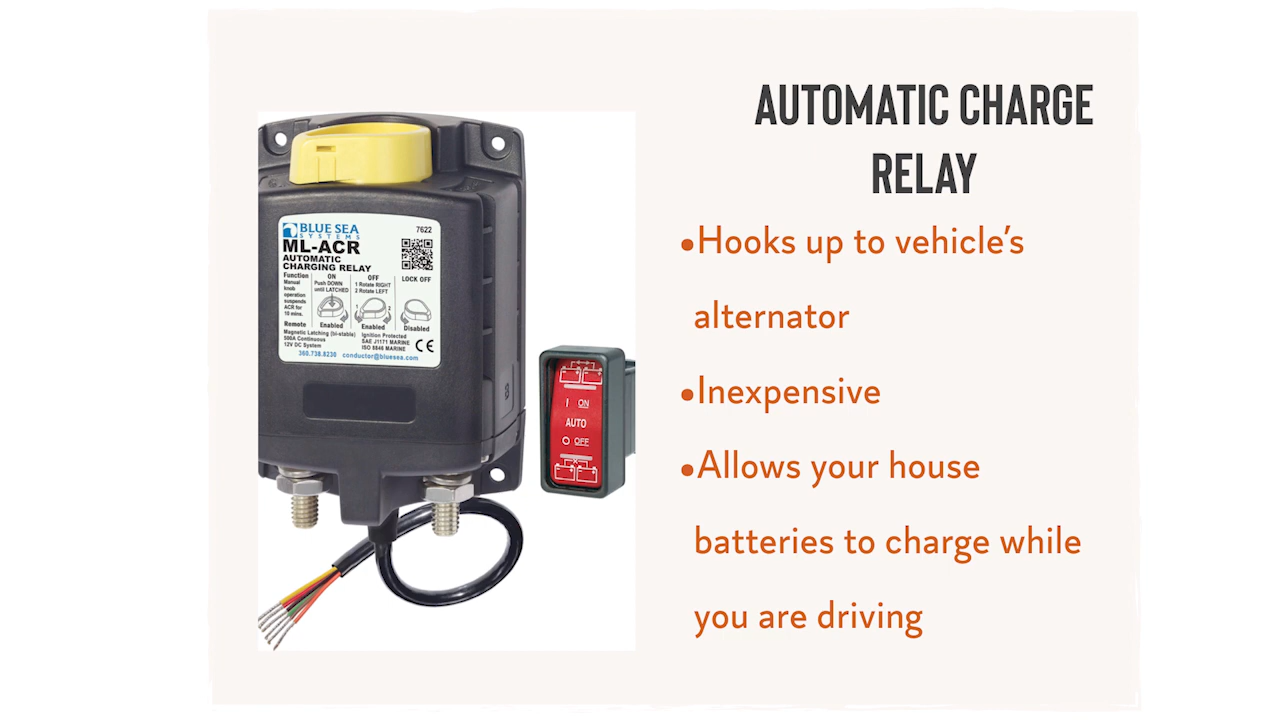 AUTOMATIC CHARGE
RELAY
•Hooks up to vehicle's
alternator
•Inexpensive
•Allows your house
batteries to charge while
you are driving
BLUE SEA
SYSTEMS
7622
ML-ACR
AUTOMATIC
CHARGING RELAY
Function
Manual
knob
operation
suspends
ACR for
10 mins.
ON
Push DOWN
until LATCHED
Enabled
OFF
1 Rotate RIGHT
2 Rotate LEFT
1
2
Enabled
LOCK OFF
Disabled
Remote
Magnetic Latching (bi-stable)
500A Continuous
12V DC System
Ignition Protected
SAE J1171 MARINE
ISO 8846 MARINE
CE
360.738.8230 conductor@bluesea.com
I ON
AUTO
O OFF